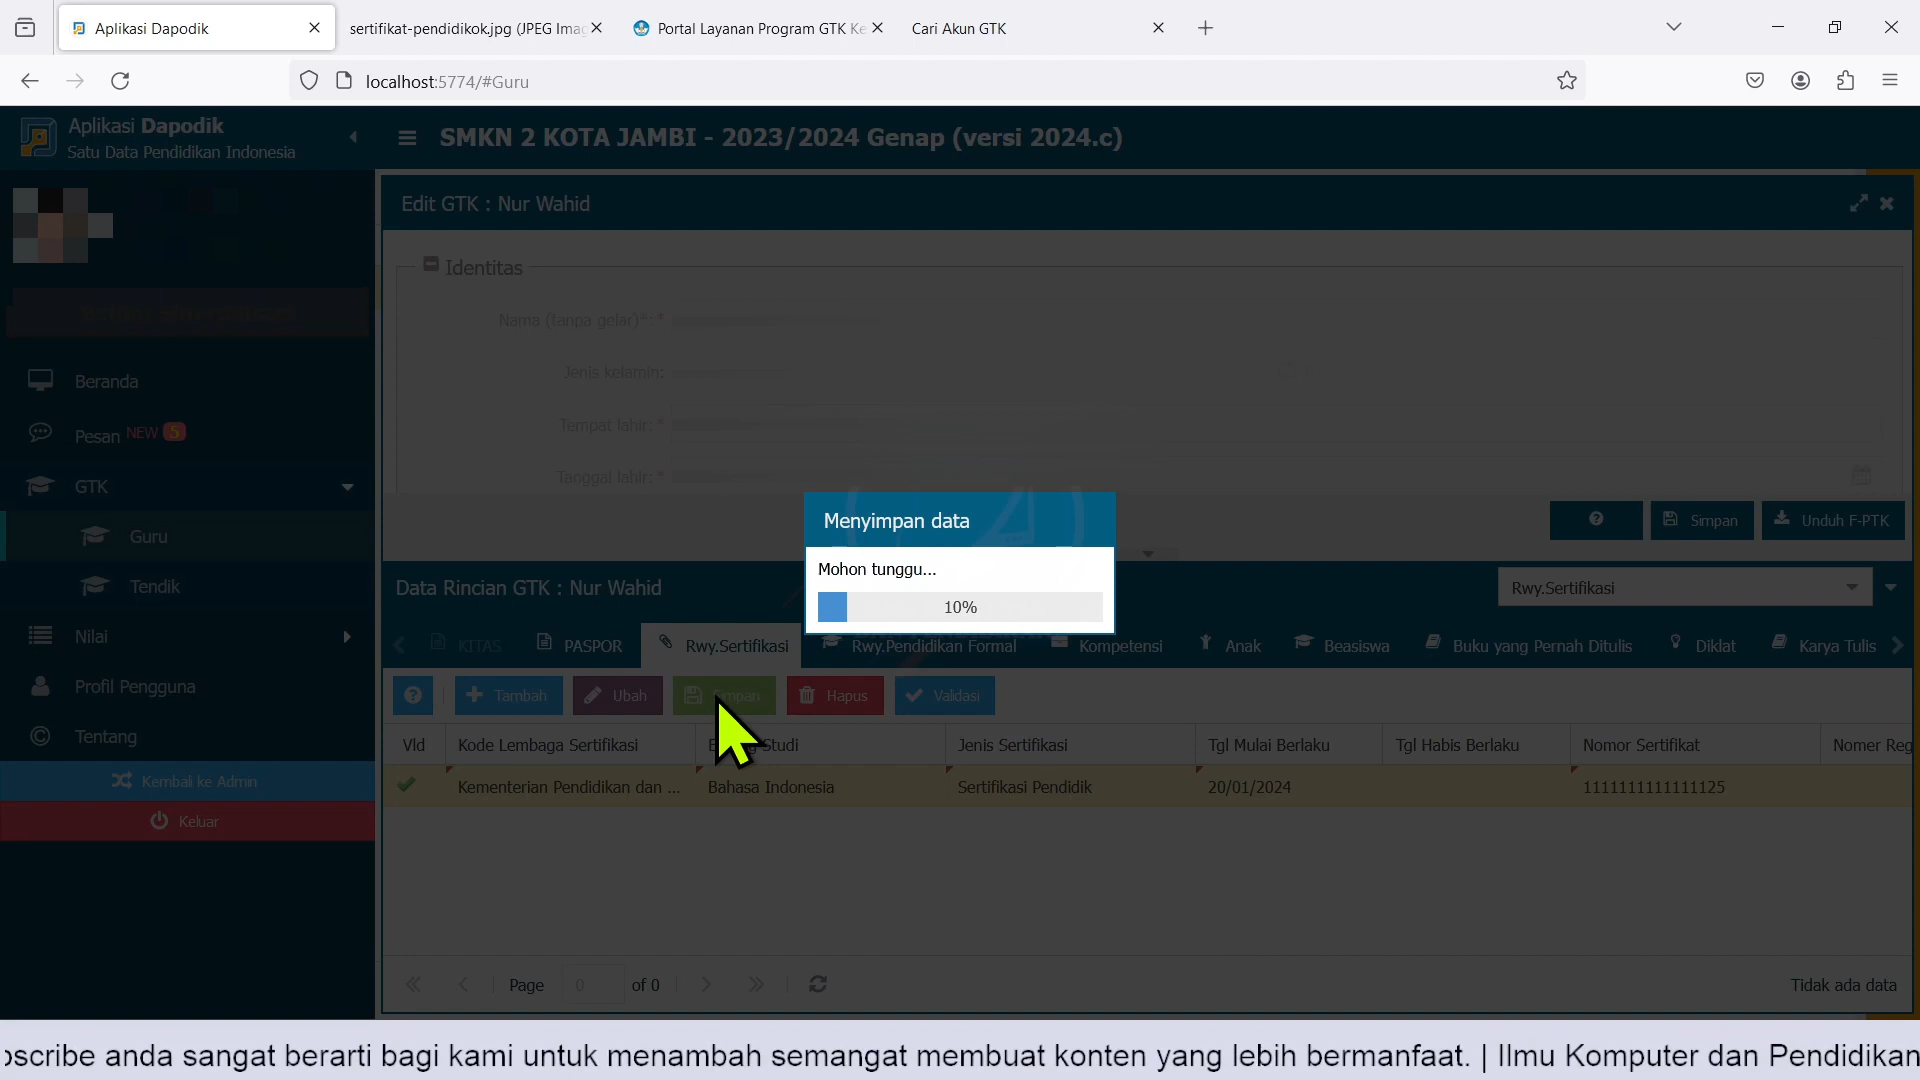 Aplikasi Dapodik
sertifikat-pendidikok.jpg (JPEG Imag
Portal Layanan Program GTK Ke
Cari Akun GTK
localhost:5774/#Guru
Aplikasi Dapodik
Satu Data Pendidikan Indonesia
SMKN 2 KOTA JAMBI - 2023/2024 Genap (versi 2024.c)
Edit GTK : Nur Wahid
Identitas
Nama (tanpa gelar)
Jenis kelamin:
Tempat lahir: *
Tanggal lahir: *
Beranda
Pesan NEW 5
GTK
Guru
Tendik
Nilai
Profil Pengguna
Tentang
Kembali ke Admin
Keluar
Simpan
Unduh F-PTK
Menyimpan data
Mohon tunggu...
10%
Data Rincian GTK : Nur Wahid
Rwy.Sertifikasi
KITAS
PASPOR
Rwy.Sertifikasi
Rwy.Pendidikan Formal
Kompetensi
Anak
Beasiswa
Buku yang Pernah Ditulis
Diklat
Karya Tulis
Tambah
Ubah
Simpan
Hapus
Validasi
Vld
Kode Lembaga Sertifikasi
Studi
Jenis Sertifikasi
Tgl Mulai Berlaku
Tgl Habis Berlaku
Nomor Sertifikat
Nomer Reg
Kementerian Pendidikan dan ...
Bahasa Indonesia
Sertifikasi Pendidik
20/01/2024
1111111111111125
Page 0 of 0
Tidak ada data
oscribe anda sangat berarti bagi kami untuk menambah semangat membuat konten yang lebih bermanfaat. | Ilmu Komputer dan Pendidikan